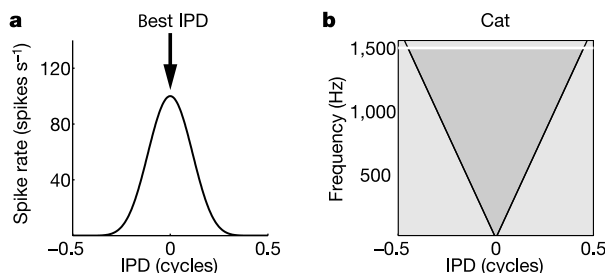 a
Best IPD
Spike rate (spikes s⁻¹)
120
80
40
−0.5
0
0.5
IPD (cycles)
b
Cat
Frequency (Hz)
1,500
1,000
500
−0.5
0
0.5
IPD (cycles)